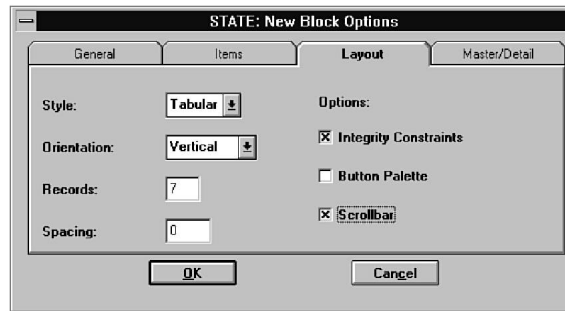 STATE: New Block Options
General Items Layout Master/Detail
Style: Tabular Options:
Integrity Constraints
Orientation: Vertical
Button Palette
Records: 7
Scrollbar
Spacing: 0
OK Cancel